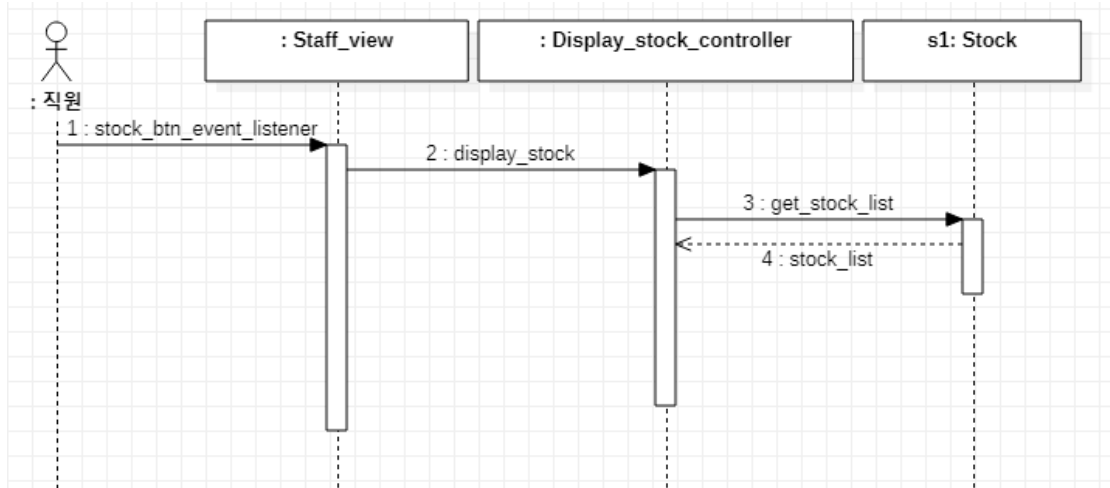 : Staff_view
: Display_stock_controller
s1: Stock
: 직원
1 : stock_btn_event_listener
2 : display_stock
3 : get_stock_list
4 : stock_list